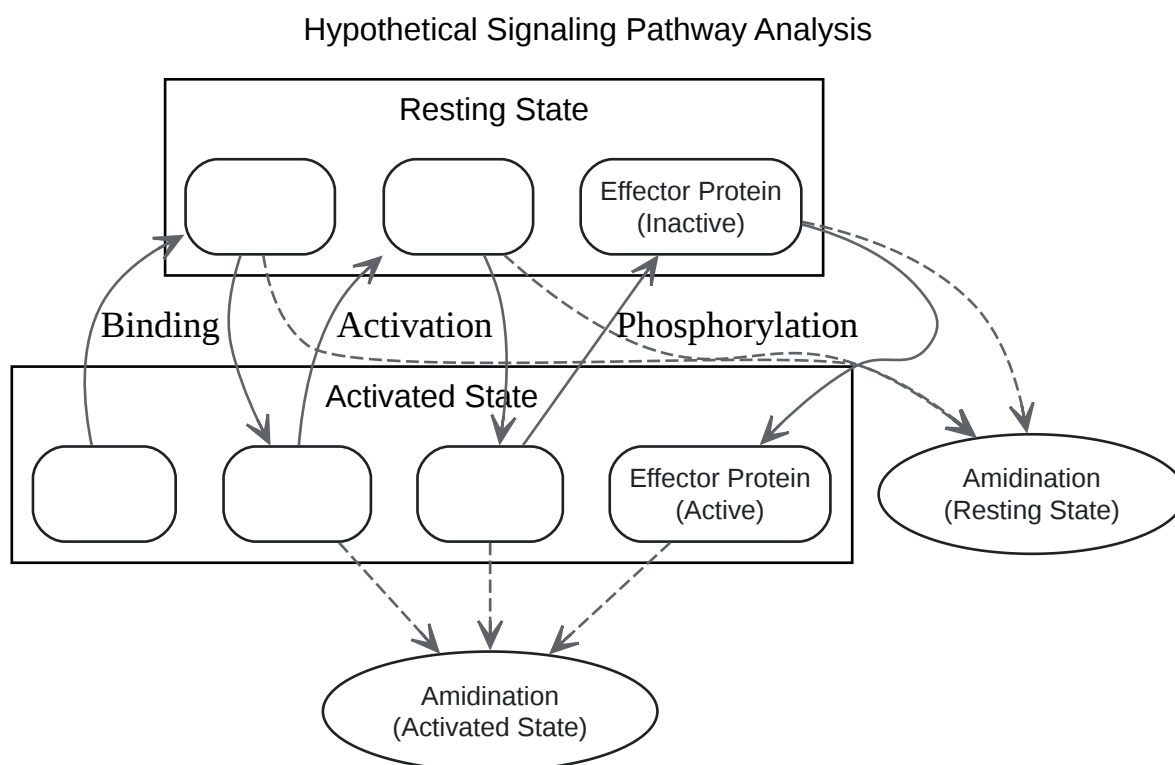 Hypothetical Signaling Pathway Analysis
Resting State
Effector Protein
(Inactive)
Binding
Activation
Phosphorylation
Activated State
Effector Protein
(Active)
Amidination
(Resting State)
Amidination
(Activated State)